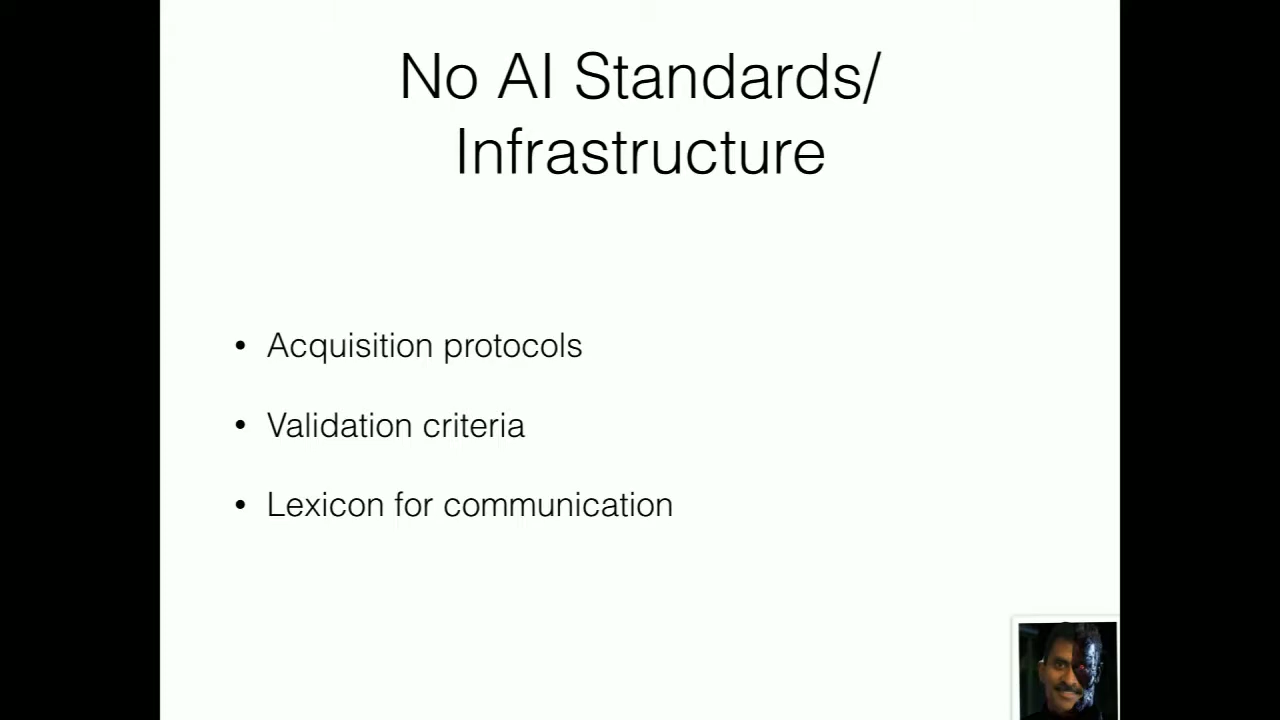 No AI Standards/
Infrastructure
• Acquisition protocols
• Validation criteria
• Lexicon for communication